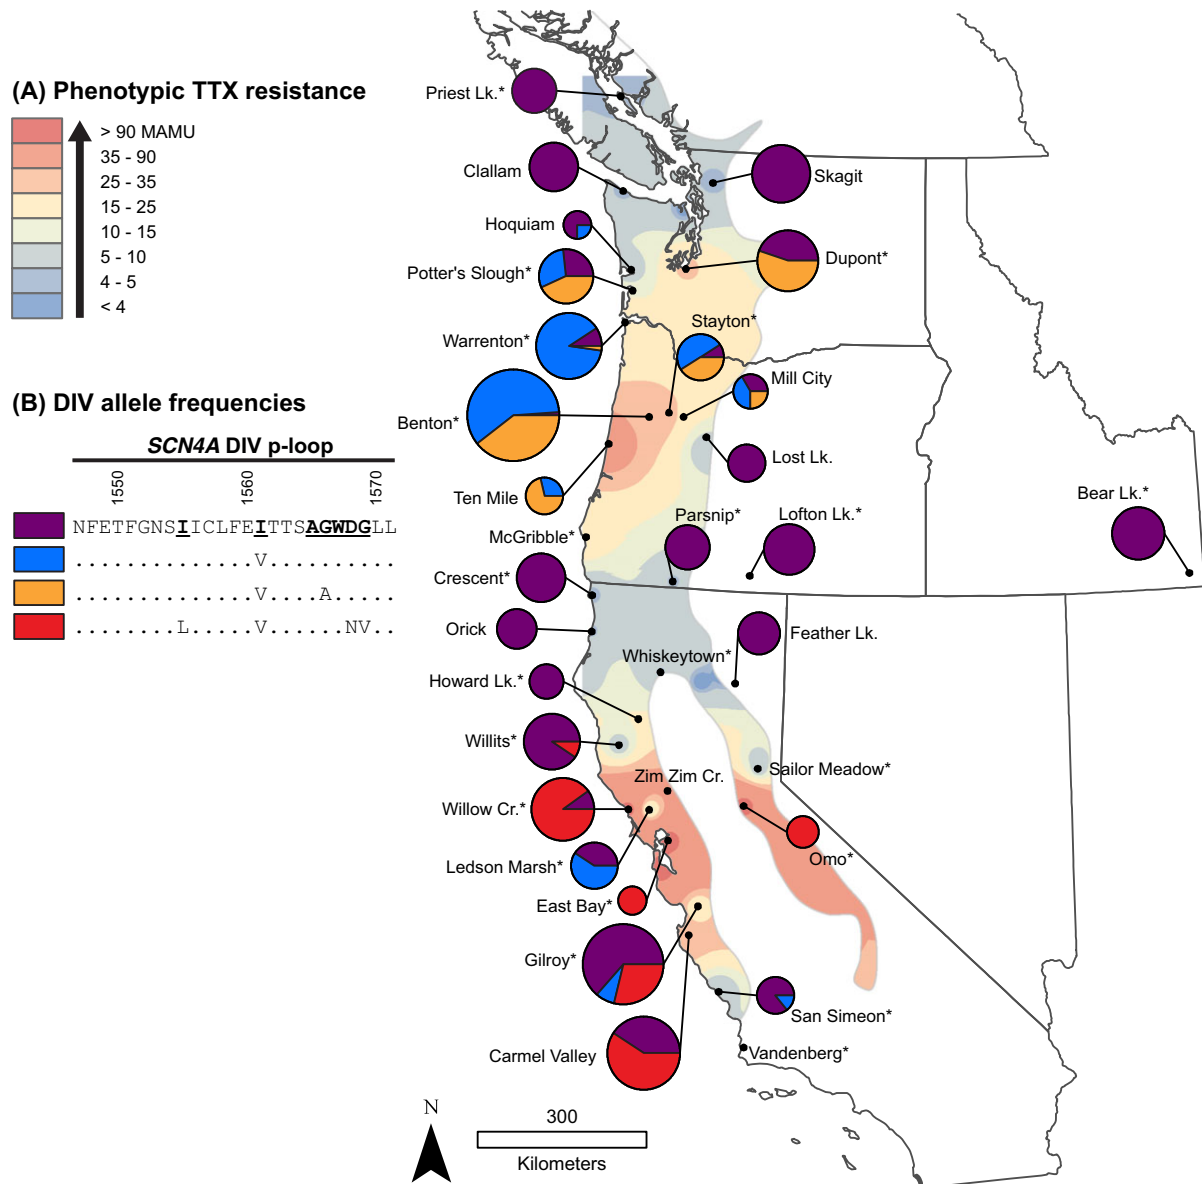 (A) Phenotypic TTX resistance
> 90 MAMU
35 - 90
25 - 35
15 - 25
10 - 15
5 - 10
4 - 5
< 4
(B) DIV allele frequencies
SCN4A DIV p-loop
1550
1560
1570
NFETFGNSIICLFEITTSAGWDGLL
..............V..........
..............V....A.....
........L.....V......NV..
Priest Lk.*
Clallam
Skagit
Hoquiam
Potter's Slough*
Dupont*
Warrenton*
Stayton*
Mill City
Benton*
Lost Lk.
Ten Mile
Bear Lk.*
McGribble*
Parsnip*
Lofton Lk.*
Crescent*
Orick
Feather Lk.
Whiskeytown*
Howard Lk.*
Willits*
Sailor Meadow*
Zim Zim Cr.
Willow Cr.*
Omo*
Ledson Marsh*
East Bay*
Gilroy*
San Simeon*
Carmel Valley
Vandenberg*
N
300
Kilometers